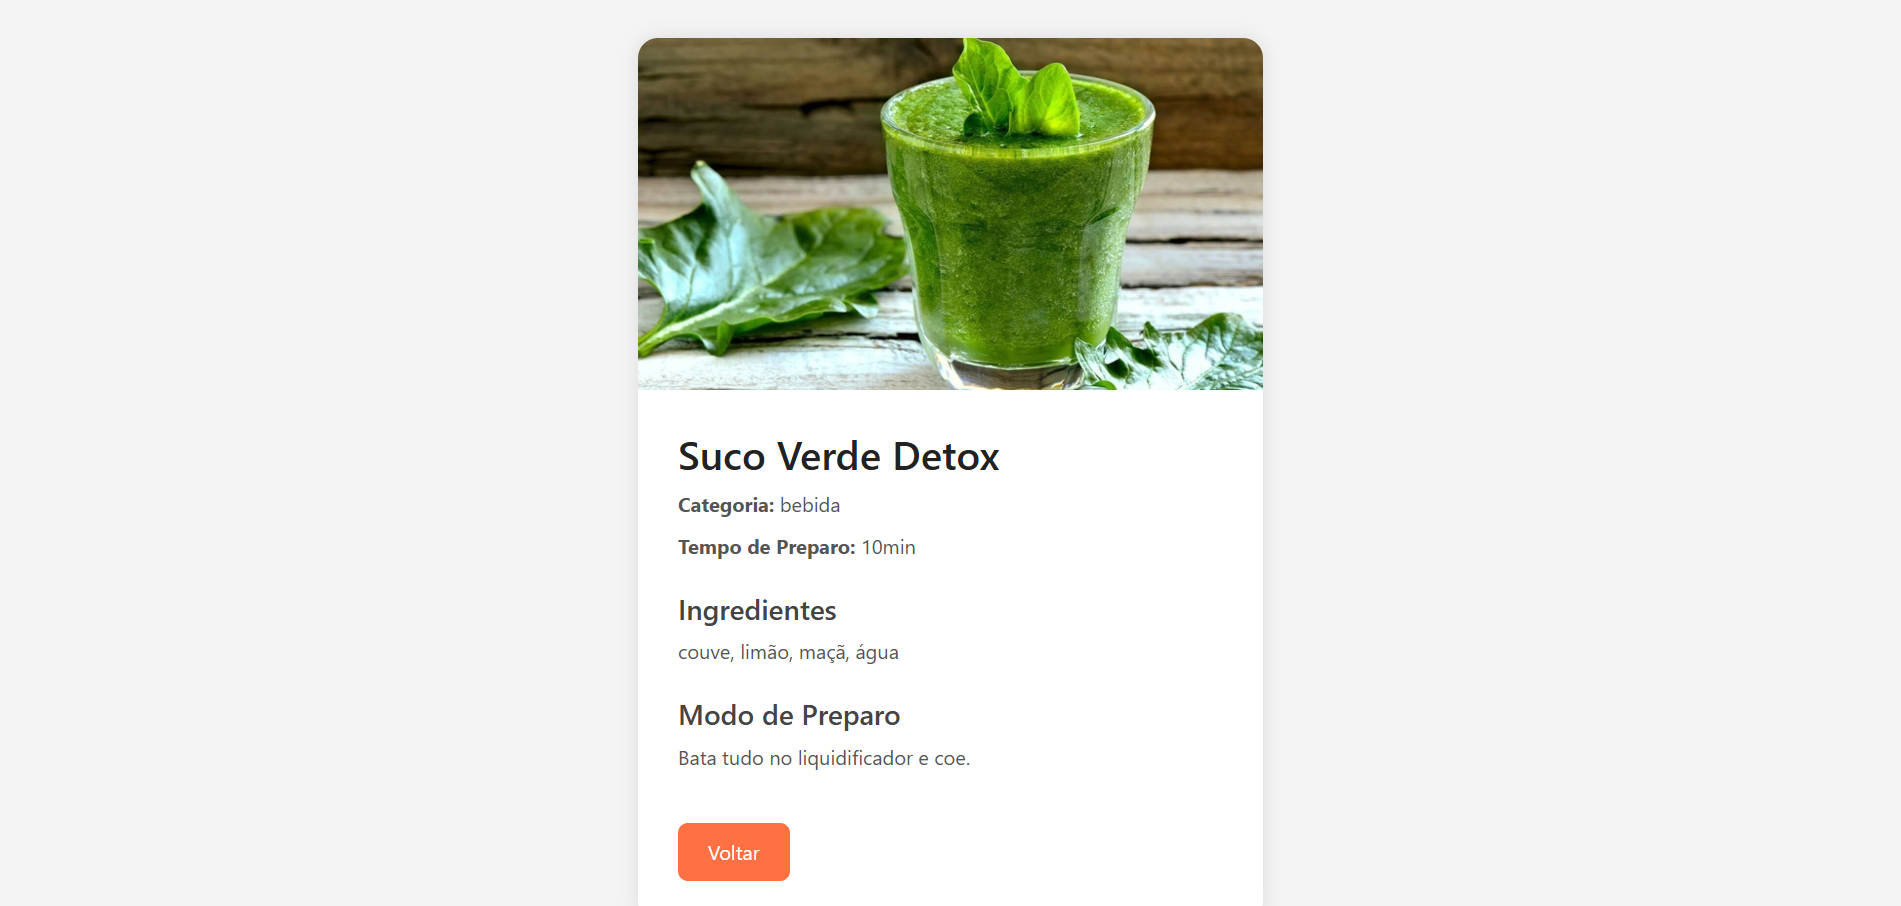 Suco Verde Detox
Categoria: bebida
Tempo de Preparo: 10min
Ingredientes
couve, limão, maçã, água
Modo de Preparo
Bata tudo no liquidificador e coe.
Voltar